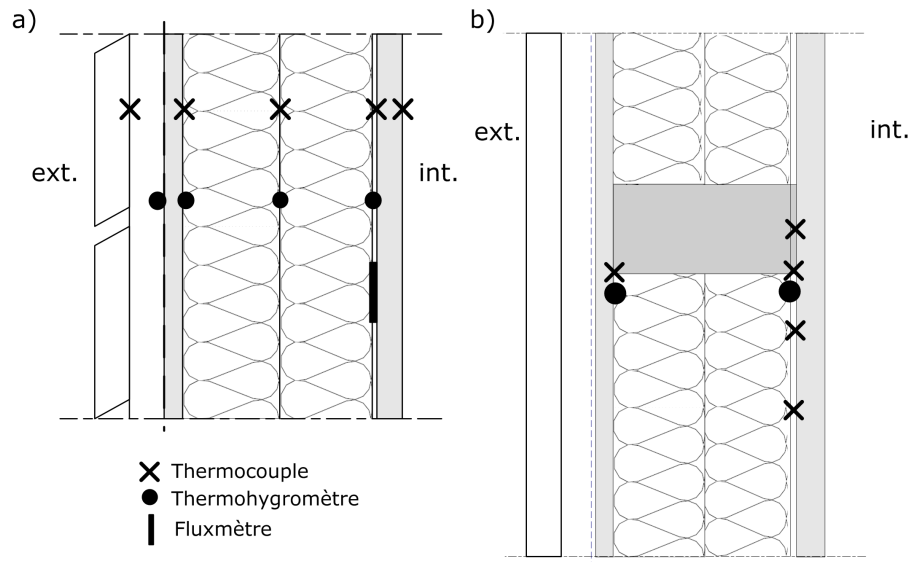 a)
ext.
int.
b)
ext.
int.
Thermocouple
Thermohygromètre
Fluxmètre